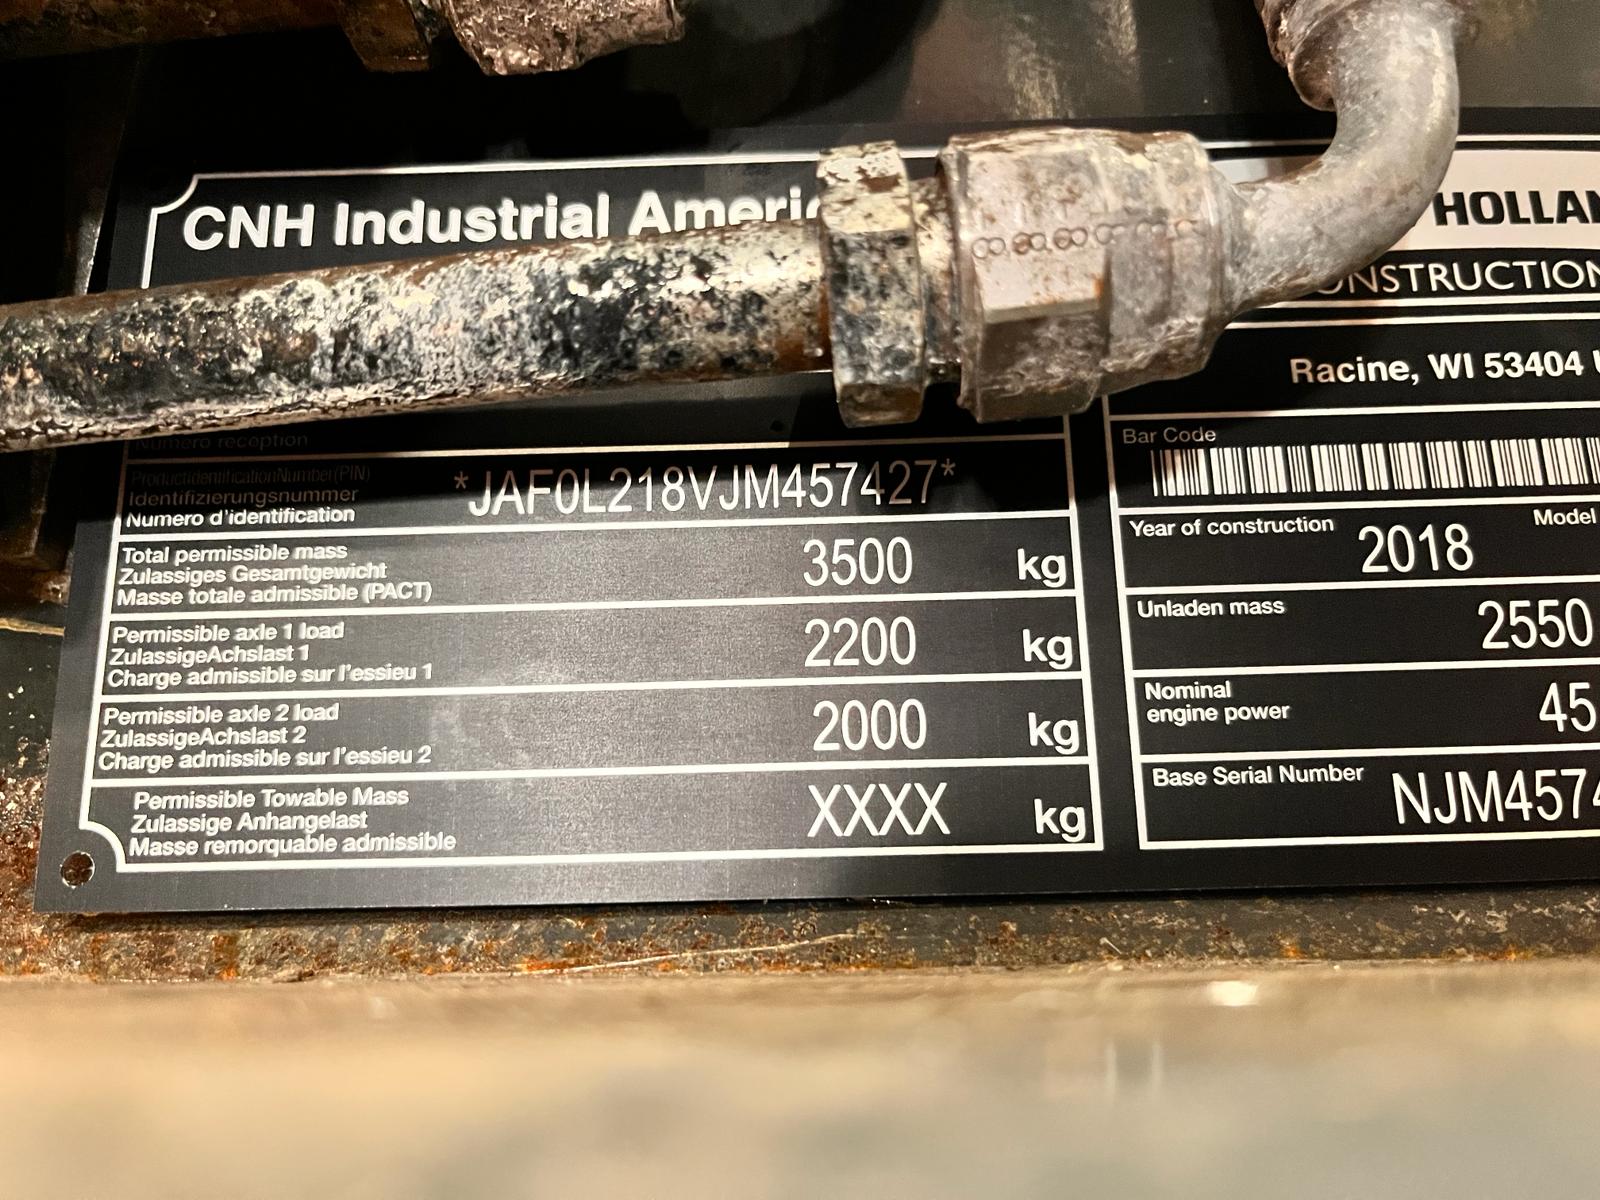 CNH Industrial
HOLLAN
CONSTRUCTION
Racine, WI 53404
Numero reception
ProductidentificationNumber(PIN)
Identifizierungsnummer
Numero d'identification
*JAF0L218VJM457427*
Total permissible mass
Zulassiges Gesamtgewicht
Masse totale admissible (PACT)
3500 kg
Permissible axle 1 load
ZulassigeAchslast 1
Charge admissible sur l'essieu 1
2200 kg
Permissible axle 2 load
ZulassigeAchslast 2
Charge admissible sur l'essieu 2
2000 kg
Permissible Towable Mass
Zulassige Anhangelast
Masse remorquable admissible
XXXX kg
Bar Code
Year of construction 2018 Model
Unladen mass 2550
Nominal
engine power 45
Base Serial Number NJM4574